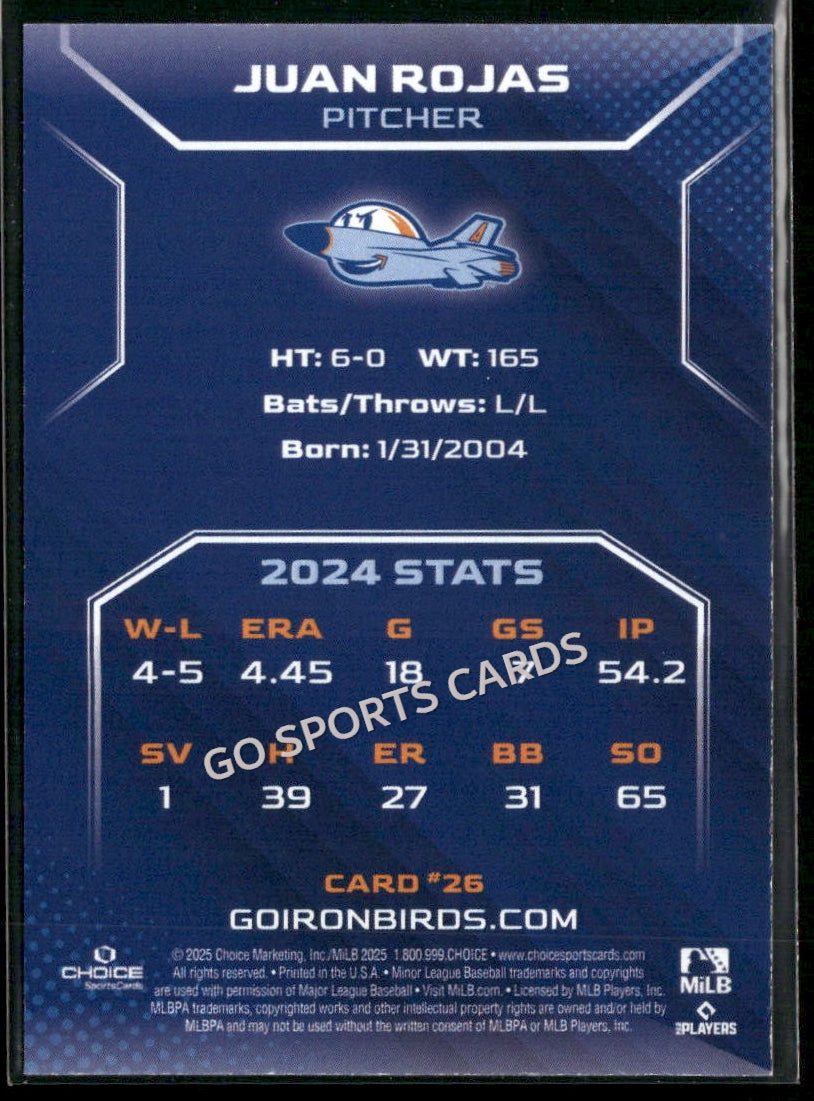 JUAN ROJAS
PITCHER
HT: 6-0 WT: 165
Bats/Throws: L/L
Born: 1/31/2004
2024 STATS
W-L ERA G GS IP
4-5 4.45 18 54.2
GO SPORTS CARDS
SV H ER BB SO
1 39 27 31 65
CARD #26
GOIRONBIRDS.COM
© 2025 Choice Marketing, Inc./MiLB 2025 1.800.999.CHOICE • www.choicesportscards.com
All rights reserved. • Printed in the U.S.A. • Minor League Baseball trademarks and copyrights
are used with permission of Major League Baseball • Visit MiLB.com. • Licensed by MLB Players, Inc.
MLBPA trademarks, copyrighted works and other intellectual property rights are owned and/or held by
MLBPA and may not be used without the written consent of MLBPA or MLB Players, Inc.
CHOICE
SportsCards
MiLB
MLB PLAYERS